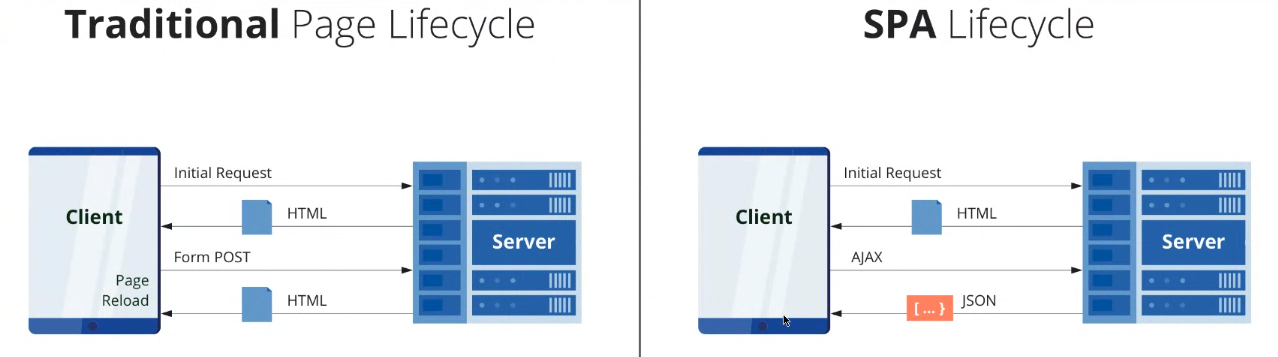 Traditional Page Lifecycle
Client
Page
Reload
Initial Request
HTML
Form POST
HTML
Server
SPA Lifecycle
Client
Initial Request
HTML
AJAX
[ ... }
JSON
Server